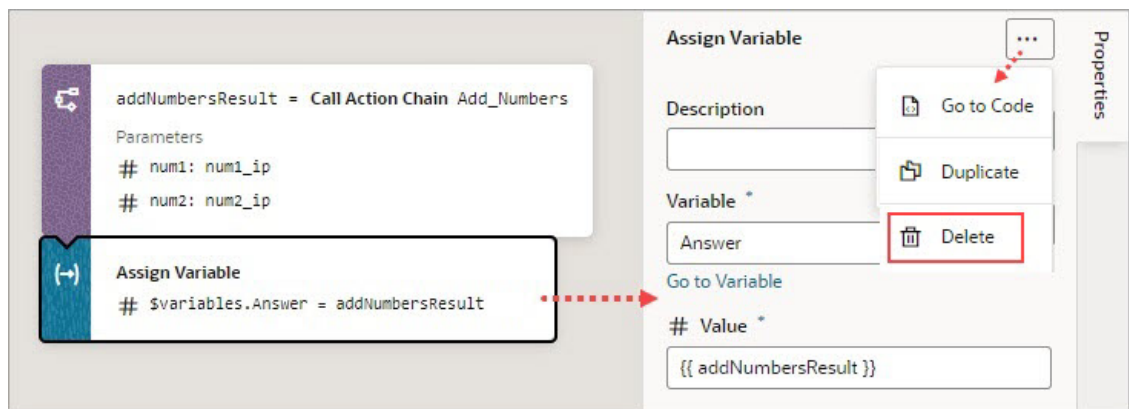 addNumbersResult = Call Action Chain Add_Numbers
Parameters
# num1: num1_ip
# num2: num2_ip
Assign Variable
# $variables.Answer = addNumbersResult
Assign Variable
...
Go to Code
Description
Duplicate
Variable *
Delete
Answer
Go to Variable
# Value *
{{ addNumbersResult }}
Properties